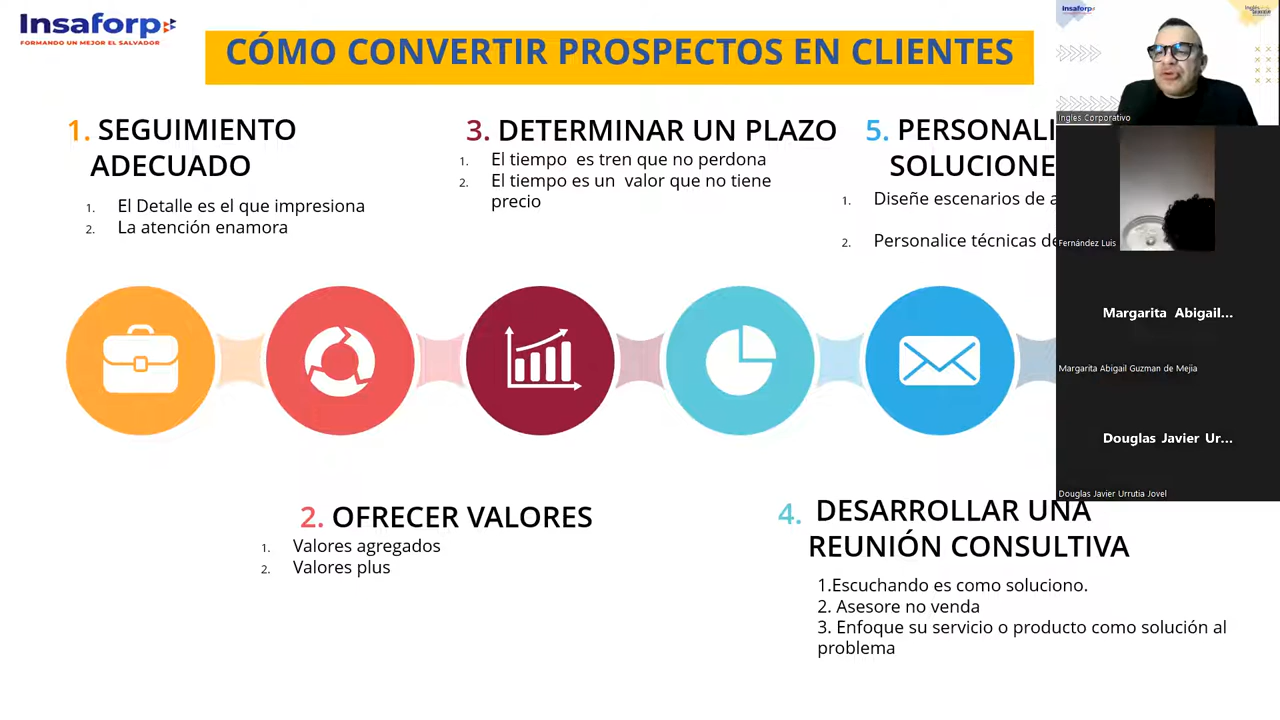 Insaforp
FORMANDO UN MEJOR EL SALVADOR
CÓMO CONVERTIR PROSPECTOS EN CLIENTES
1. SEGUIMIENTO
ADECUADO
1. El Detalle es el que impresiona
2. La atención enamora
3. DETERMINAR UN PLAZO
1. El tiempo es tren que no perdona
2. El tiempo es un valor que no tiene
precio
5. PERSONALI
SOLUCIONE
1. Diseñe escenarios de a
2. Personalice técnicas de
2. OFRECER VALORES
1. Valores agregados
2. Valores plus
4. DESARROLLAR UNA
REUNIÓN CONSULTIVA
1.Escuchando es como soluciono.
2. Asesore no venda
3. Enfoque su servicio o producto como solución al
problema
Insaforp
Ingles Corporativo
Fernández Luis
Margarita Abigail...
Margarita Abigail Guzman de Mejia
Douglas Javier Ur...
Douglas Javier Urrutia Jovel